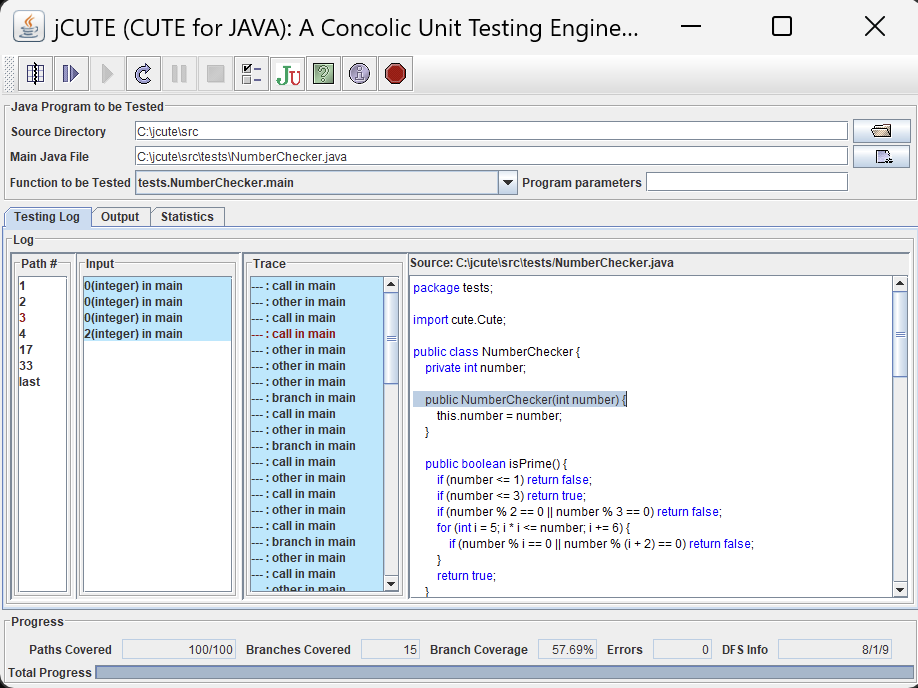 jCUTE (CUTE for JAVA): A Concolic Unit Testing Engine...
JU
?
i
Java Program to be Tested
Source Directory C:\jcute\src
Main Java File C:\jcute\src\tests\NumberChecker.java
Function to be Tested tests.NumberChecker.main Program parameters
Testing Log Output Statistics
Log
Path #
1
2
3
4
17
33
last
Input
0(integer) in main
0(integer) in main
0(integer) in main
2(integer) in main
Trace
--- : call in main
--- : other in main
--- : call in main
--- : call in main
--- : other in main
--- : other in main
--- : other in main
--- : branch in main
--- : call in main
--- : other in main
--- : branch in main
--- : call in main
--- : other in main
--- : call in main
--- : other in main
--- : call in main
--- : branch in main
--- : other in main
--- : call in main
--- : other in main
Source: C:\jcute\src\tests/NumberChecker.java
package tests;
import cute.Cute;
public class NumberChecker {
private int number;
public NumberChecker(int number) {
this.number = number;
}
public boolean isPrime() {
if (number <= 1) return false;
if (number <= 3) return true;
if (number % 2 == 0 || number % 3 == 0) return false;
for (int i = 5; i * i <= number; i += 6) {
if (number % i == 0 || number % (i + 2) == 0) return false;
}
return true;
}
Progress
Paths Covered 100/100 Branches Covered 15 Branch Coverage 57.69% Errors 0 DFS Info 8/1/9
Total Progress